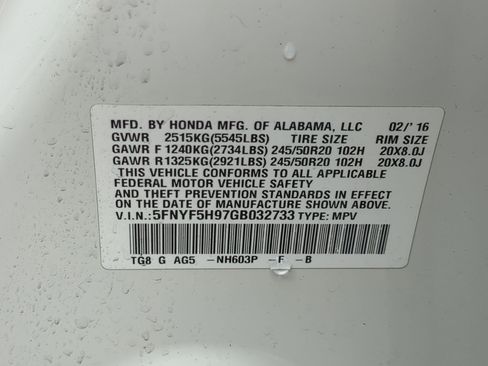 MFD. BY HONDA MFG. OF ALABAMA, LLC 02/'16
GVWR 2515KG(5545LBS) TIRE SIZE RIM SIZE
GAWR F 1240KG(2734LBS) 245/50R20 102H 20X8.0J
GAWR R 1325KG(2921LBS) 245/50R20 102H 20X8.0J
THIS VEHICLE CONFORMS TO ALL APPLICABLE
FEDERAL MOTOR VEHICLE SAFETY
STANDARDS IN EFFECT ON THE
DATE OF MANUFACTURE SHOWN ABOVE.
V.I.N.: 5FNYF5H97GB032733 TYPE: MPV
TG8 G AG5 -NH603P -F -B